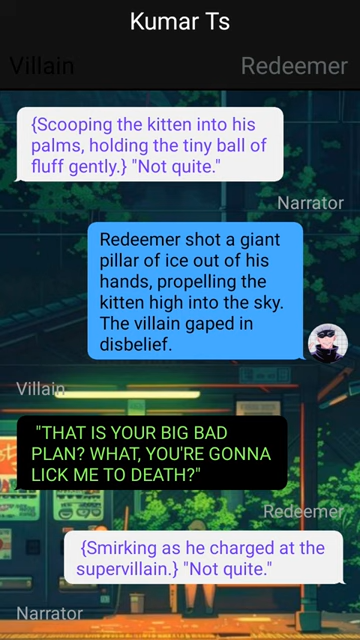 Kumar Ts
Villain
Redeemer
{Scooping the kitten into his
palms, holding the tiny ball of
fluff gently.} "Not quite."
Narrator
Redeemer shot a giant
pillar of ice out of his
hands, propelling the
kitten high into the sky.
The villain gaped in
disbelief.
Villain
"THAT IS YOUR BIG BAD
PLAN? WHAT, YOU'RE GONNA
LICK ME TO DEATH?"
Redeemer
{Smirking as he charged at the
supervillain.} "Not quite."
Narrator